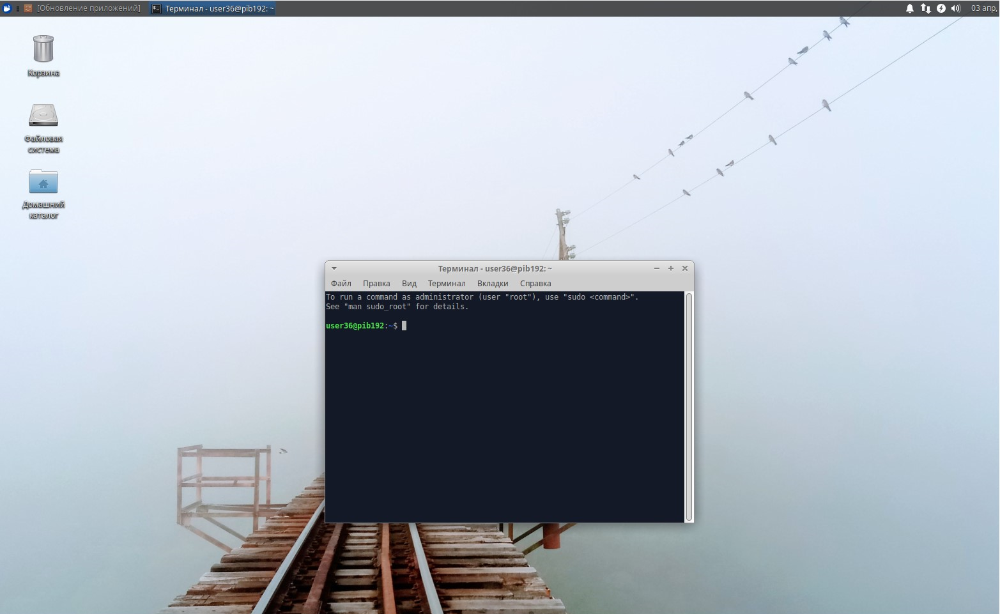 [Обновление приложений]
Терминал - user36@pib192: ~
03 апр,
Корзина
Файловая
система
Домашний
каталог
Терминал - user36@pib192: ~
Файл Правка Вид Терминал Вкладки Справка
To run a command as administrator (user "root"), use "sudo <command>".
See "man sudo_root" for details.
user36@pib192:~$